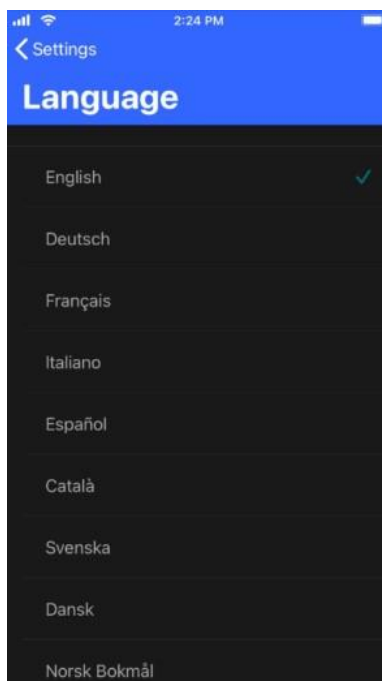 2:24 PM
Settings
Language
English
Deutsch
Français
Italiano
Español
Català
Svenska
Dansk
Norsk Bokmål